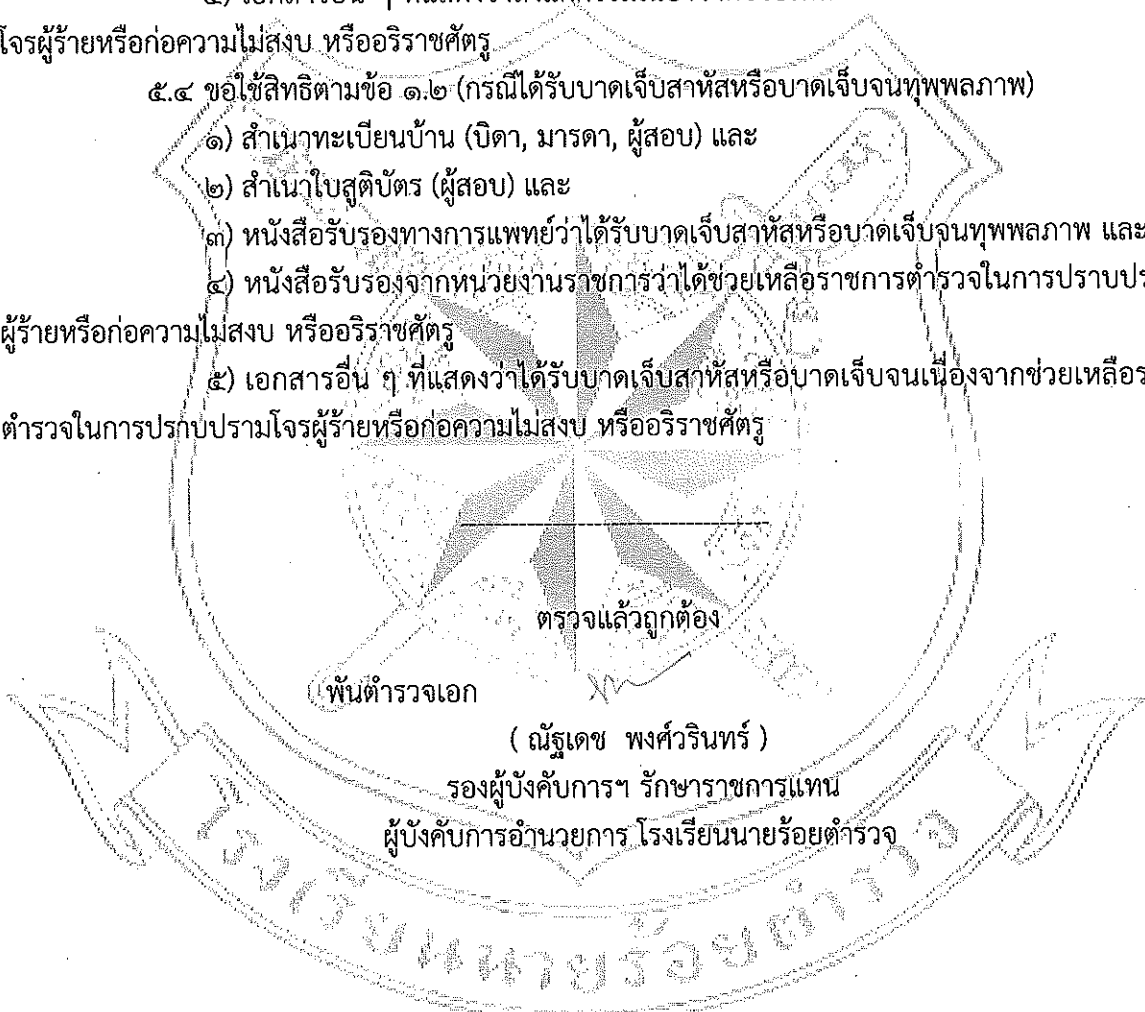 โจรผู้ร้ายหรือก่อความไม่สงบ หรืออริราชศัตรู
๕.๔ ขอใช้สิทธิตามข้อ ๑.๒ (กรณีได้รับบาดเจ็บสาหัสหรือบาดเจ็บจนทุพพลภาพ)
๑) สำเนาทะเบียนบ้าน (บิดา, มารดา, ผู้สอบ) และ
๒) สำเนาใบสูติบัตร (ผู้สอบ) และ
๓) หนังสือรับรองทางการแพทย์ว่าได้รับบาดเจ็บสาหัสหรือบาดเจ็บจนทุพพลภาพ และ
๔) หนังสือรับรองจากหน่วยงานราชการว่าได้ช่วยเหลือราชการตำรวจในการปราบปร
ผู้ร้ายหรือก่อความไม่สงบ หรืออริราชศัตรู
๕) เอกสารอื่น ๆ ที่แสดงว่าได้รับบาดเจ็บสาหัสหรือบาดเจ็บจนเนื่องจากช่วยเหลือร
ตำรวจในการปราบปรามโจรผู้ร้ายหรือก่อความไม่สงบ หรืออริราชศัตรู
ตรวจแล้วถูกต้อง
พันตำรวจเอก
( ณัฐเดช พงศ์วรินทร์ )
รองผู้บังคับการฯ รักษาราชการแทน
ผู้บังคับการอำนวยการ โรงเรียนนายร้อยตำรวจ
โรงเรียนนายร้อยตำรวจ